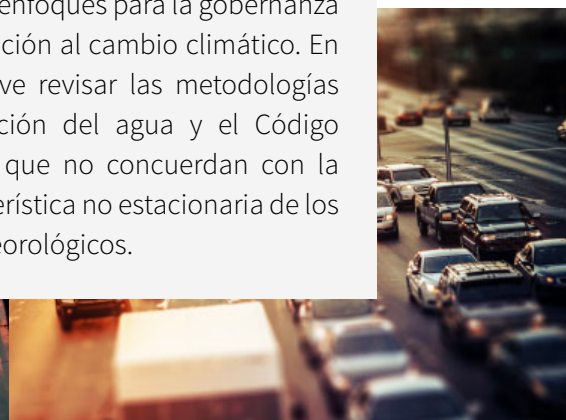 enfoques para la gobernanza
ción al cambio climático. En
ve revisar las metodologías
ción del agua y el Código
que no concuerdan con la
erística no estacionaria de los
eorológicos.